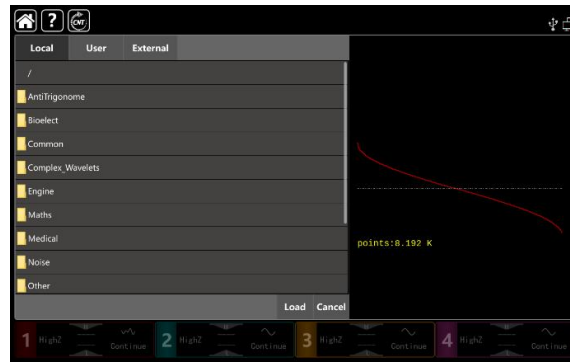 ? CNT
Local User External
/
AntiTrigonome
Bioelect
Common
Complex_Wavelets
Engine
Maths
Medical
points:8.192 K
Noise
Other
Load Cancel
1 HighZ Continue 2 HighZ Continue 3 HighZ Continue 4 HighZ Continue